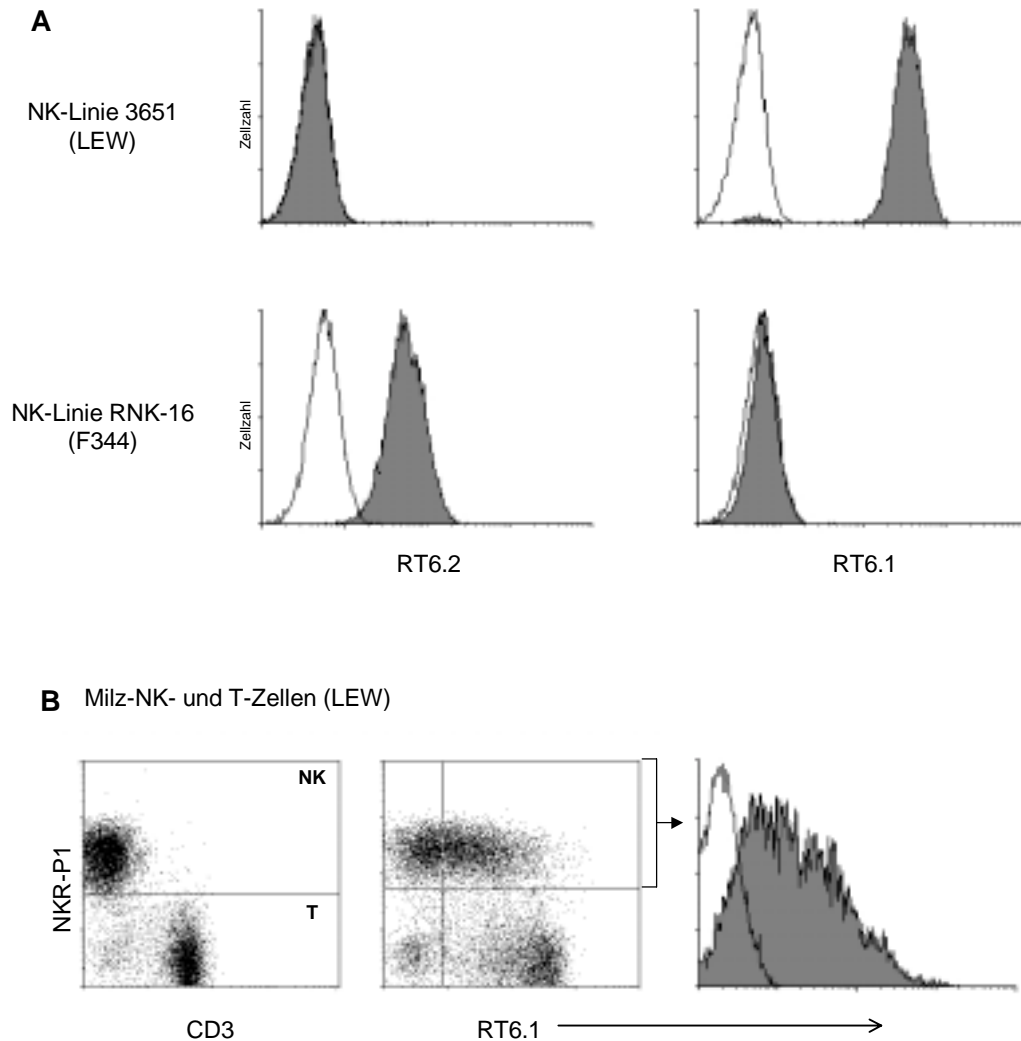 A
NK-Linie 3651
(LEW)
Zellzahl
NK-Linie RNK-16
(F344)
Zellzahl
RT6.2
RT6.1
B Milz-NK- und T-Zellen (LEW)
NKR-P1
NK
T
CD3
RT6.1